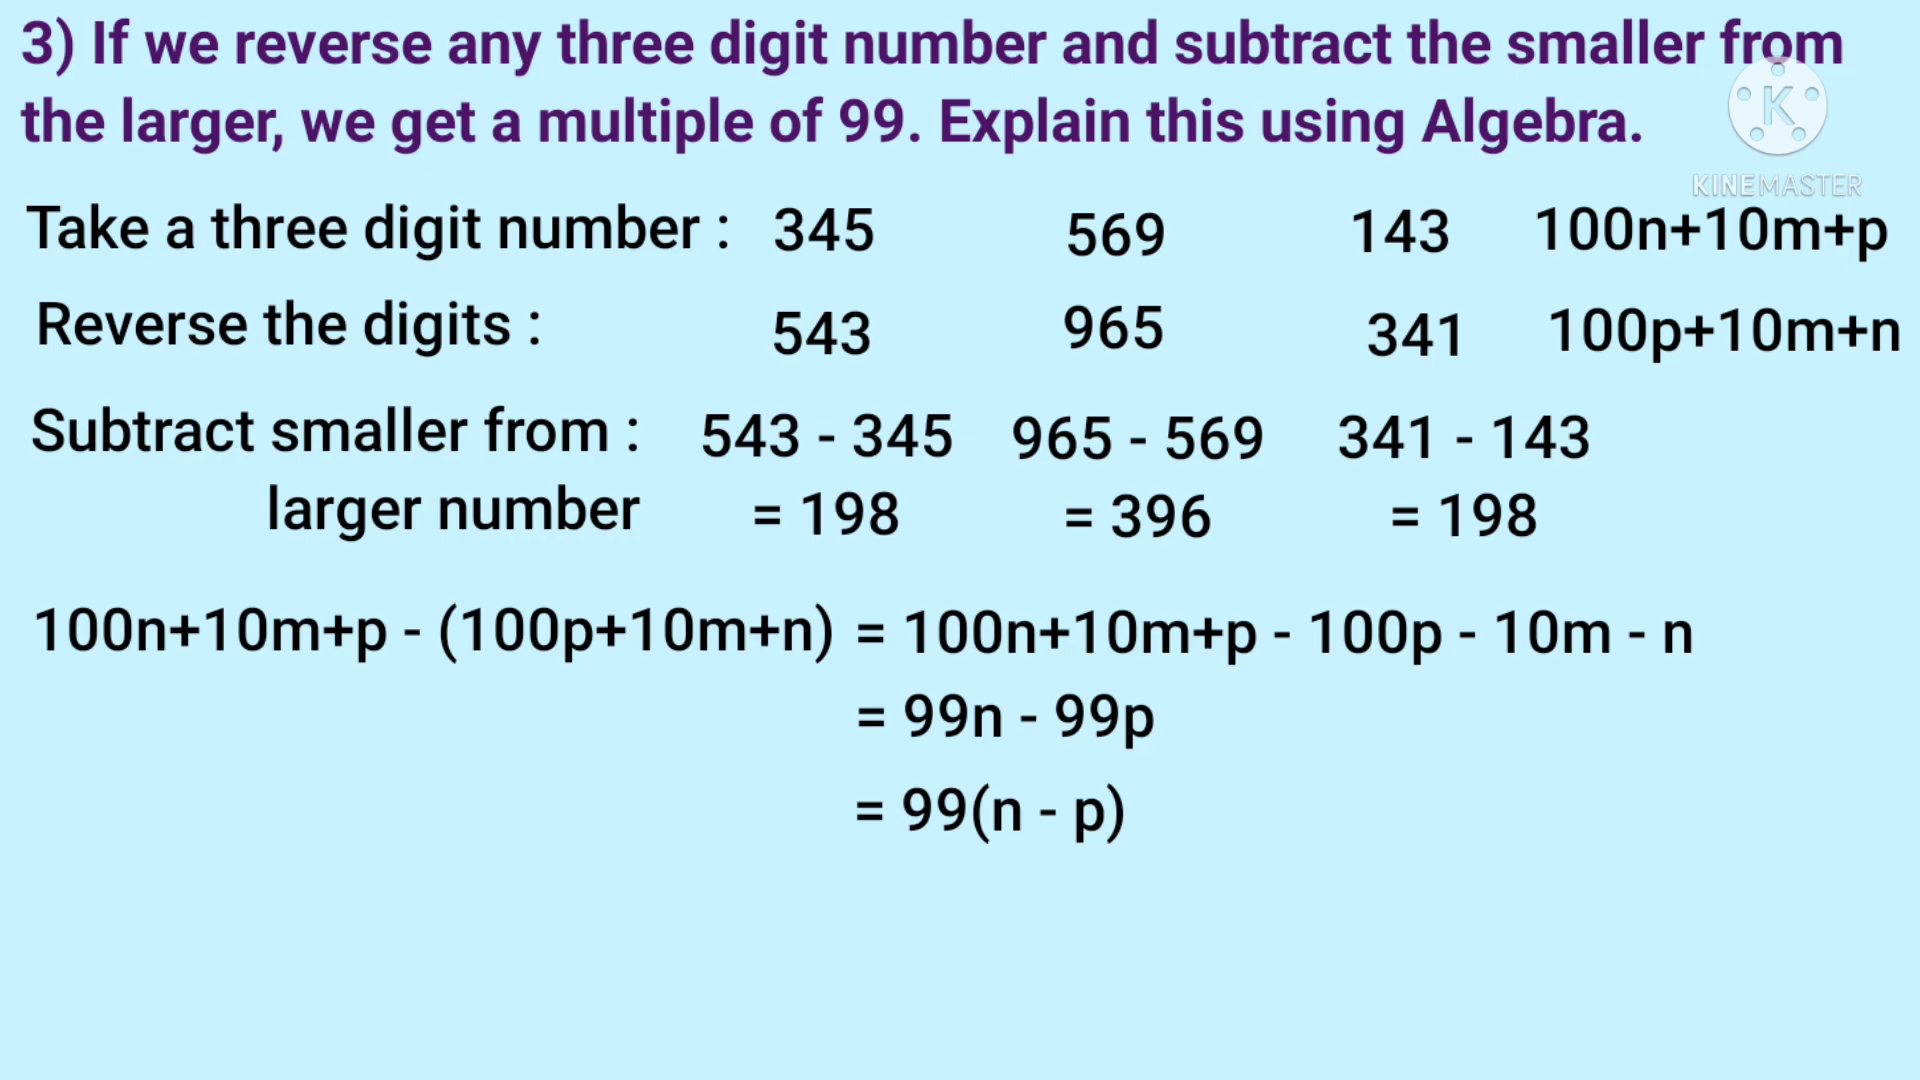 3) If we reverse any three digit number and subtract the smaller from
the larger, we get a multiple of 99. Explain this using Algebra.
KINEMASTER
Take a three digit number : 345 569 143 100n+10m+p
Reverse the digits : 543 965 341 100p+10m+n
Subtract smaller from : 543 - 345 965 - 569 341 - 143
larger number = 198 = 396 = 198
100n+10m+p - (100p+10m+n) = 100n+10m+p - 100p - 10m - n
= 99n - 99p
= 99(n - p)